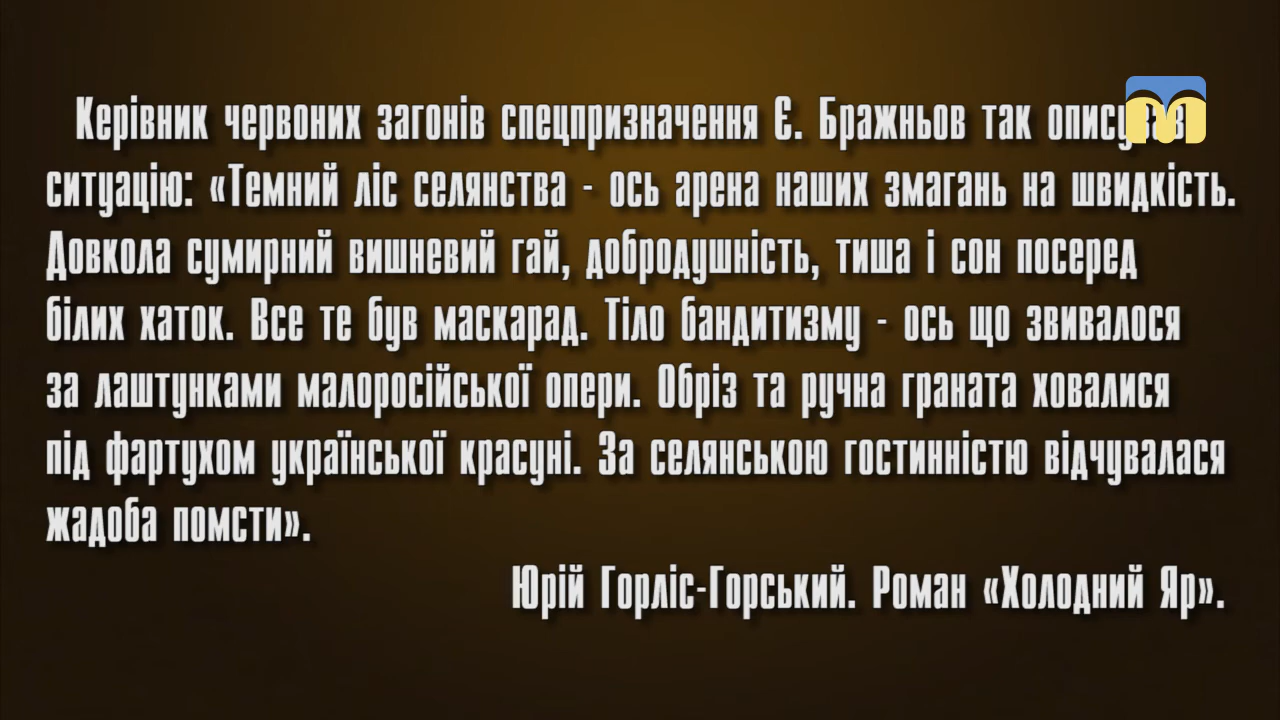 Керівник червоних загонів спецпризначення Є. Бражньов так описував
ситуацію: «Темний ліс селянства - ось арена наших змагань на швидкість.
Довкола сумирний вишневий гай, добродушність, тиша і сон посеред
білих хаток. Все те був маскарад. Тіло бандитизму - ось що звивалося
за лаштунками малоросійської опери. Обріз та ручна граната ховалися
під фартухом української красуні. За селянською гостинністю відчувалася
жадоба помсти».
Юрій Горліс-Горський. Роман «Холодний Яр».